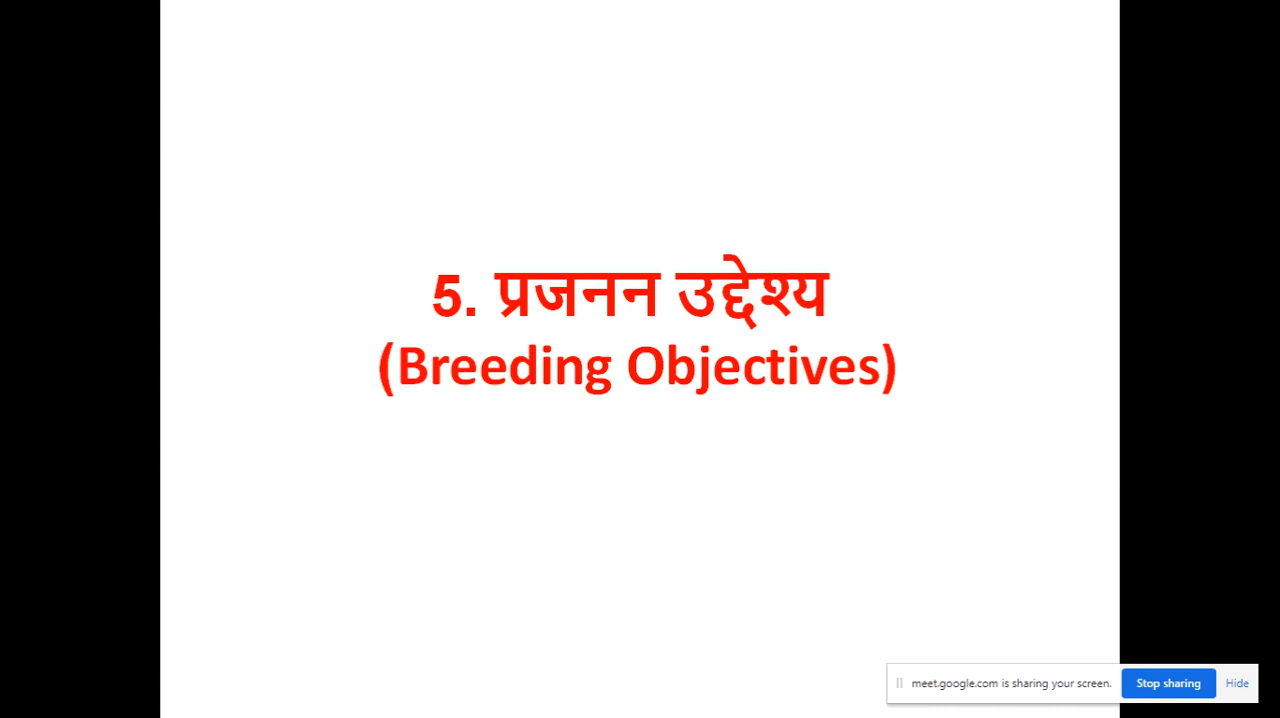 5. प्रजनन उद्देश्य
(Breeding Objectives)
meet.google.com is sharing your screen. Stop sharing Hide